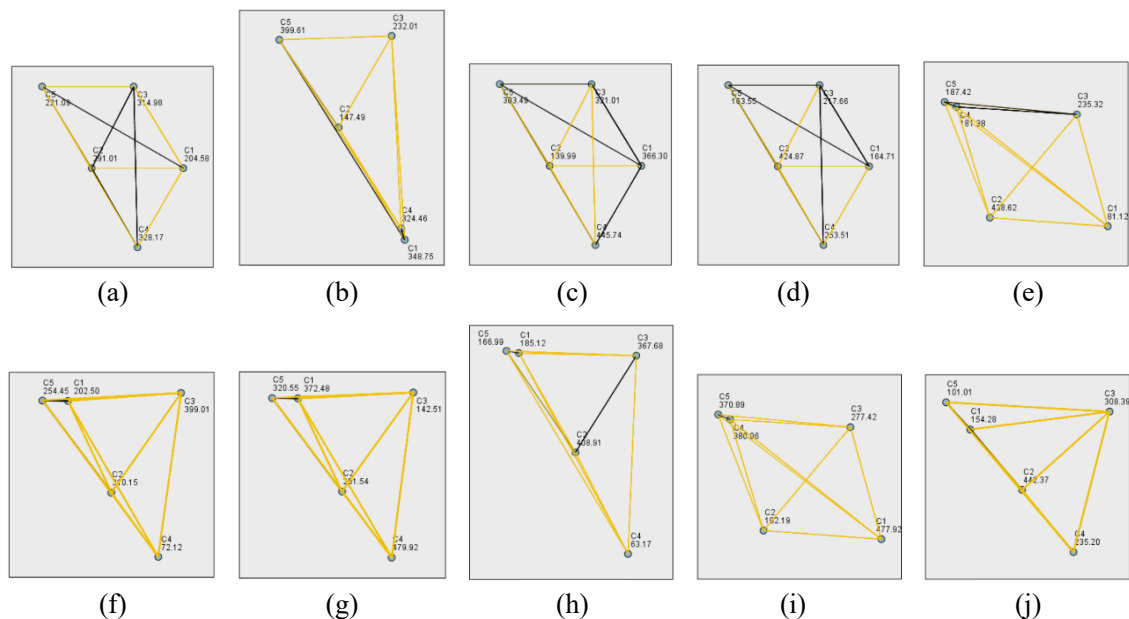 C5
221.09
C3
314.98
C2
291.01
C1
204.58
C4
328.17
(a)
C5
399.61
C3
232.01
C2
147.49
C4
324.46
C1
348.75
(b)
C5
383.49
C3
321.01
C2
139.99
C1
366.30
C4
445.74
(c)
C5
C3
217.66
C2
424.87
C1
164.71
C4
253.51
(d)
C5
187.42
C4
181.38
C3
235.32
C2
438.62
C1
81.12
(e)
C5
254.45
C1
202.50
C3
399.01
C2
C4
72.12
(f)
C5
320.55
C1
372.48
C3
142.51
C2
C4
479.92
(g)
C5
166.99
C1
185.12
C3
367.68
C2
408.91
C4
63.17
(h)
C5
370.89
C4
380.06
C3
277.42
C2
C1
477.92
(i)
C5
101.01
C1
154.28
C3
308.39
C2
442.37
C4
235.20
(j)